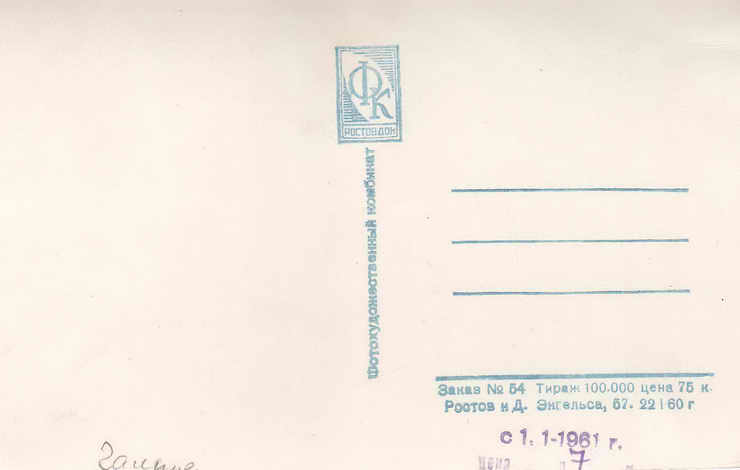 ФК
РОСТОВ ДОН
Фотохудожественный комбинат
Заказ № 54 Тираж 100.000 цена 75 к.
Ростов н Д. Энгельса, 57. 22 I 60 г
с 1. 1-1961 г.
цена 7